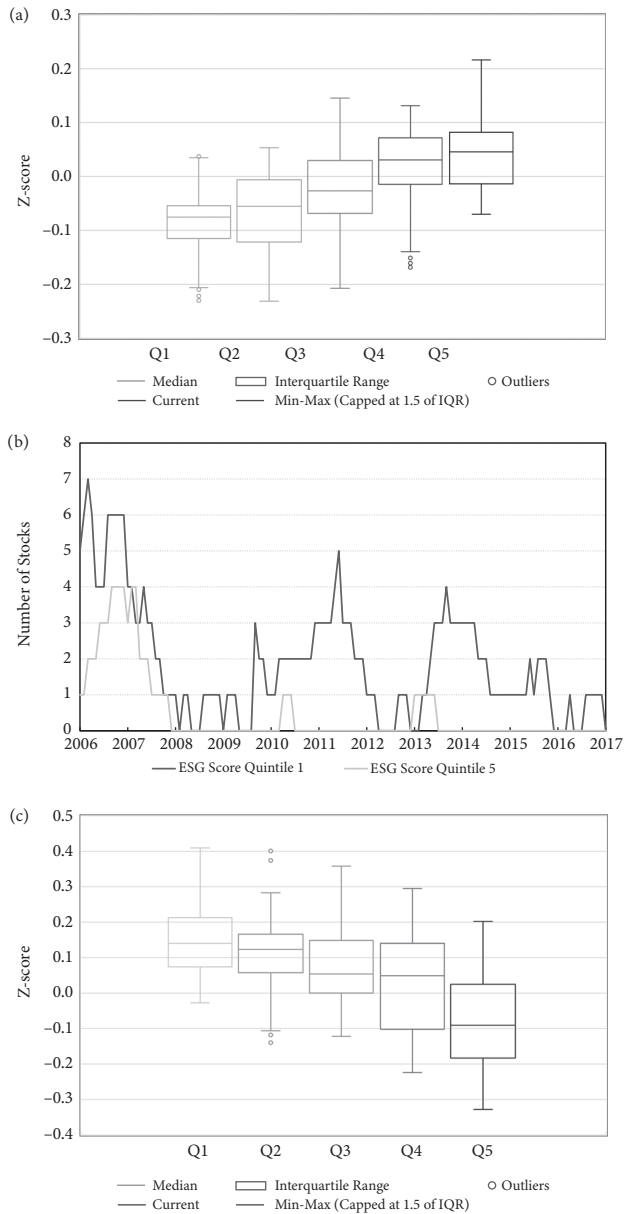 (a)
0.3
0.2
0.1
0.0
−0.1
−0.2
−0.3
Z-score
Q1 Q2 Q3 Q4 Q5
Median Interquartile Range Outliers
Current Min-Max (Capped at 1.5 of IQR)
(b)
8
7
6
5
4
3
2
1
0
Number of Stocks
2006 2007 2008 2009 2010 2011 2012 2013 2014 2015 2016 2017
ESG Score Quintile 1 ESG Score Quintile 5
(c)
0.5
0.4
0.3
0.2
0.1
0.0
−0.1
−0.2
−0.3
−0.4
Z-score
Q1 Q2 Q3 Q4 Q5
Median Interquartile Range Outliers
Current Min-Max (Capped at 1.5 of IQR)